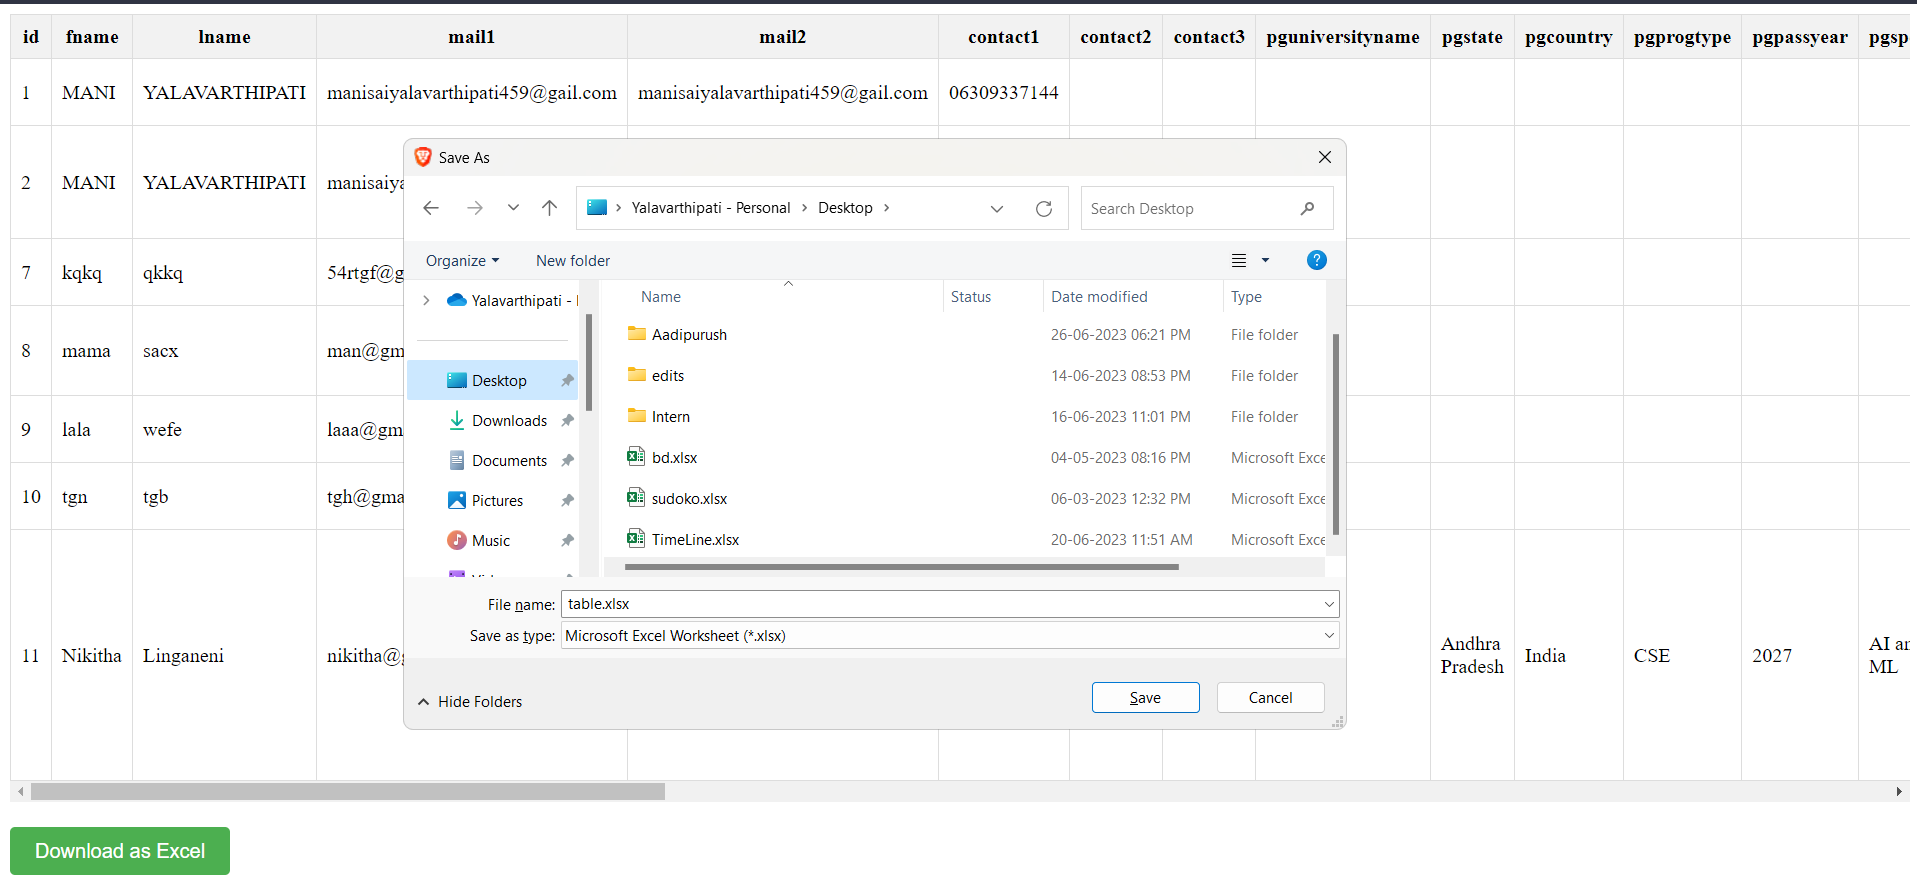 id fname lname mail1 mail2 contact1 contact2 contact3 pguniversityname pgstate pgcountry pgprogtype pgpassyear
1 MANI YALAVARTHIPATI manisaiyalavarthipati459@gail.com manisaiyalavarthipati459@gail.com 06309337144
2 MANI YALAVARTHIPATI
7 kqkq qkkq 54rtgf@g
8 mama sacx man@gm
9 lala wefe laaa@gm
10 tgn tgb tgh@gma
11 Nikitha Linganeni nikitha@g
Andhra
Pradesh
India CSE 2027
ML
Save As
Yalavarthipati - Personal > Desktop >
Search Desktop
Organize New folder
?
Yalavarthipati -
Desktop
Downloads
Documents
Pictures
Music
Name Status Date modified Type
Aadipurush 26-06-2023 06:21 PM File folder
edits 14-06-2023 08:53 PM File folder
Intern 16-06-2023 11:01 PM File folder
bd.xlsx 04-05-2023 08:16 PM Microsoft Exce
sudoko.xlsx 06-03-2023 12:32 PM Microsoft Exce
TimeLine.xlsx 20-06-2023 11:51 AM Microsoft Exce
File name: table.xlsx
Save as type: Microsoft Excel Worksheet (*.xlsx)
Hide Folders Save Cancel
Download as Excel